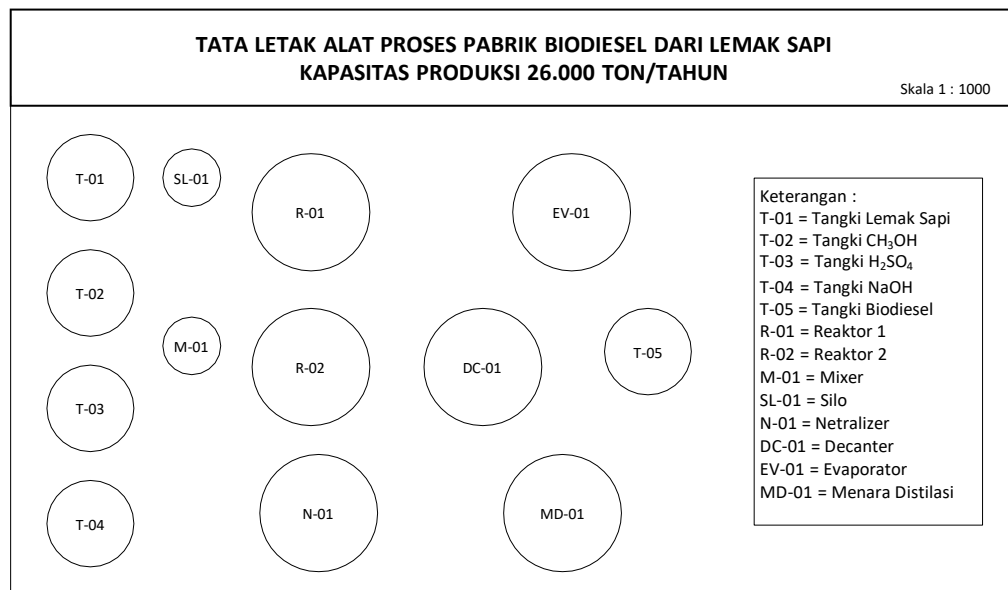 TATA LETAK ALAT PROSES PABRIK BIODIESEL DARI LEMAK SAPI
KAPASITAS PRODUKSI 26.000 TON/TAHUN
Skala 1 : 1000
T-01
SL-01
R-01
EV-01
T-02
M-01
R-02
DC-01
T-05
T-03
T-04
N-01
MD-01
Keterangan :
T-01 = Tangki Lemak Sapi
T-02 = Tangki CH₃OH
T-03 = Tangki H₂SO₄
T-04 = Tangki NaOH
T-05 = Tangki Biodiesel
R-01 = Reaktor 1
R-02 = Reaktor 2
M-01 = Mixer
SL-01 = Silo
N-01 = Netralizer
DC-01 = Decanter
EV-01 = Evaporator
MD-01 = Menara Distilasi